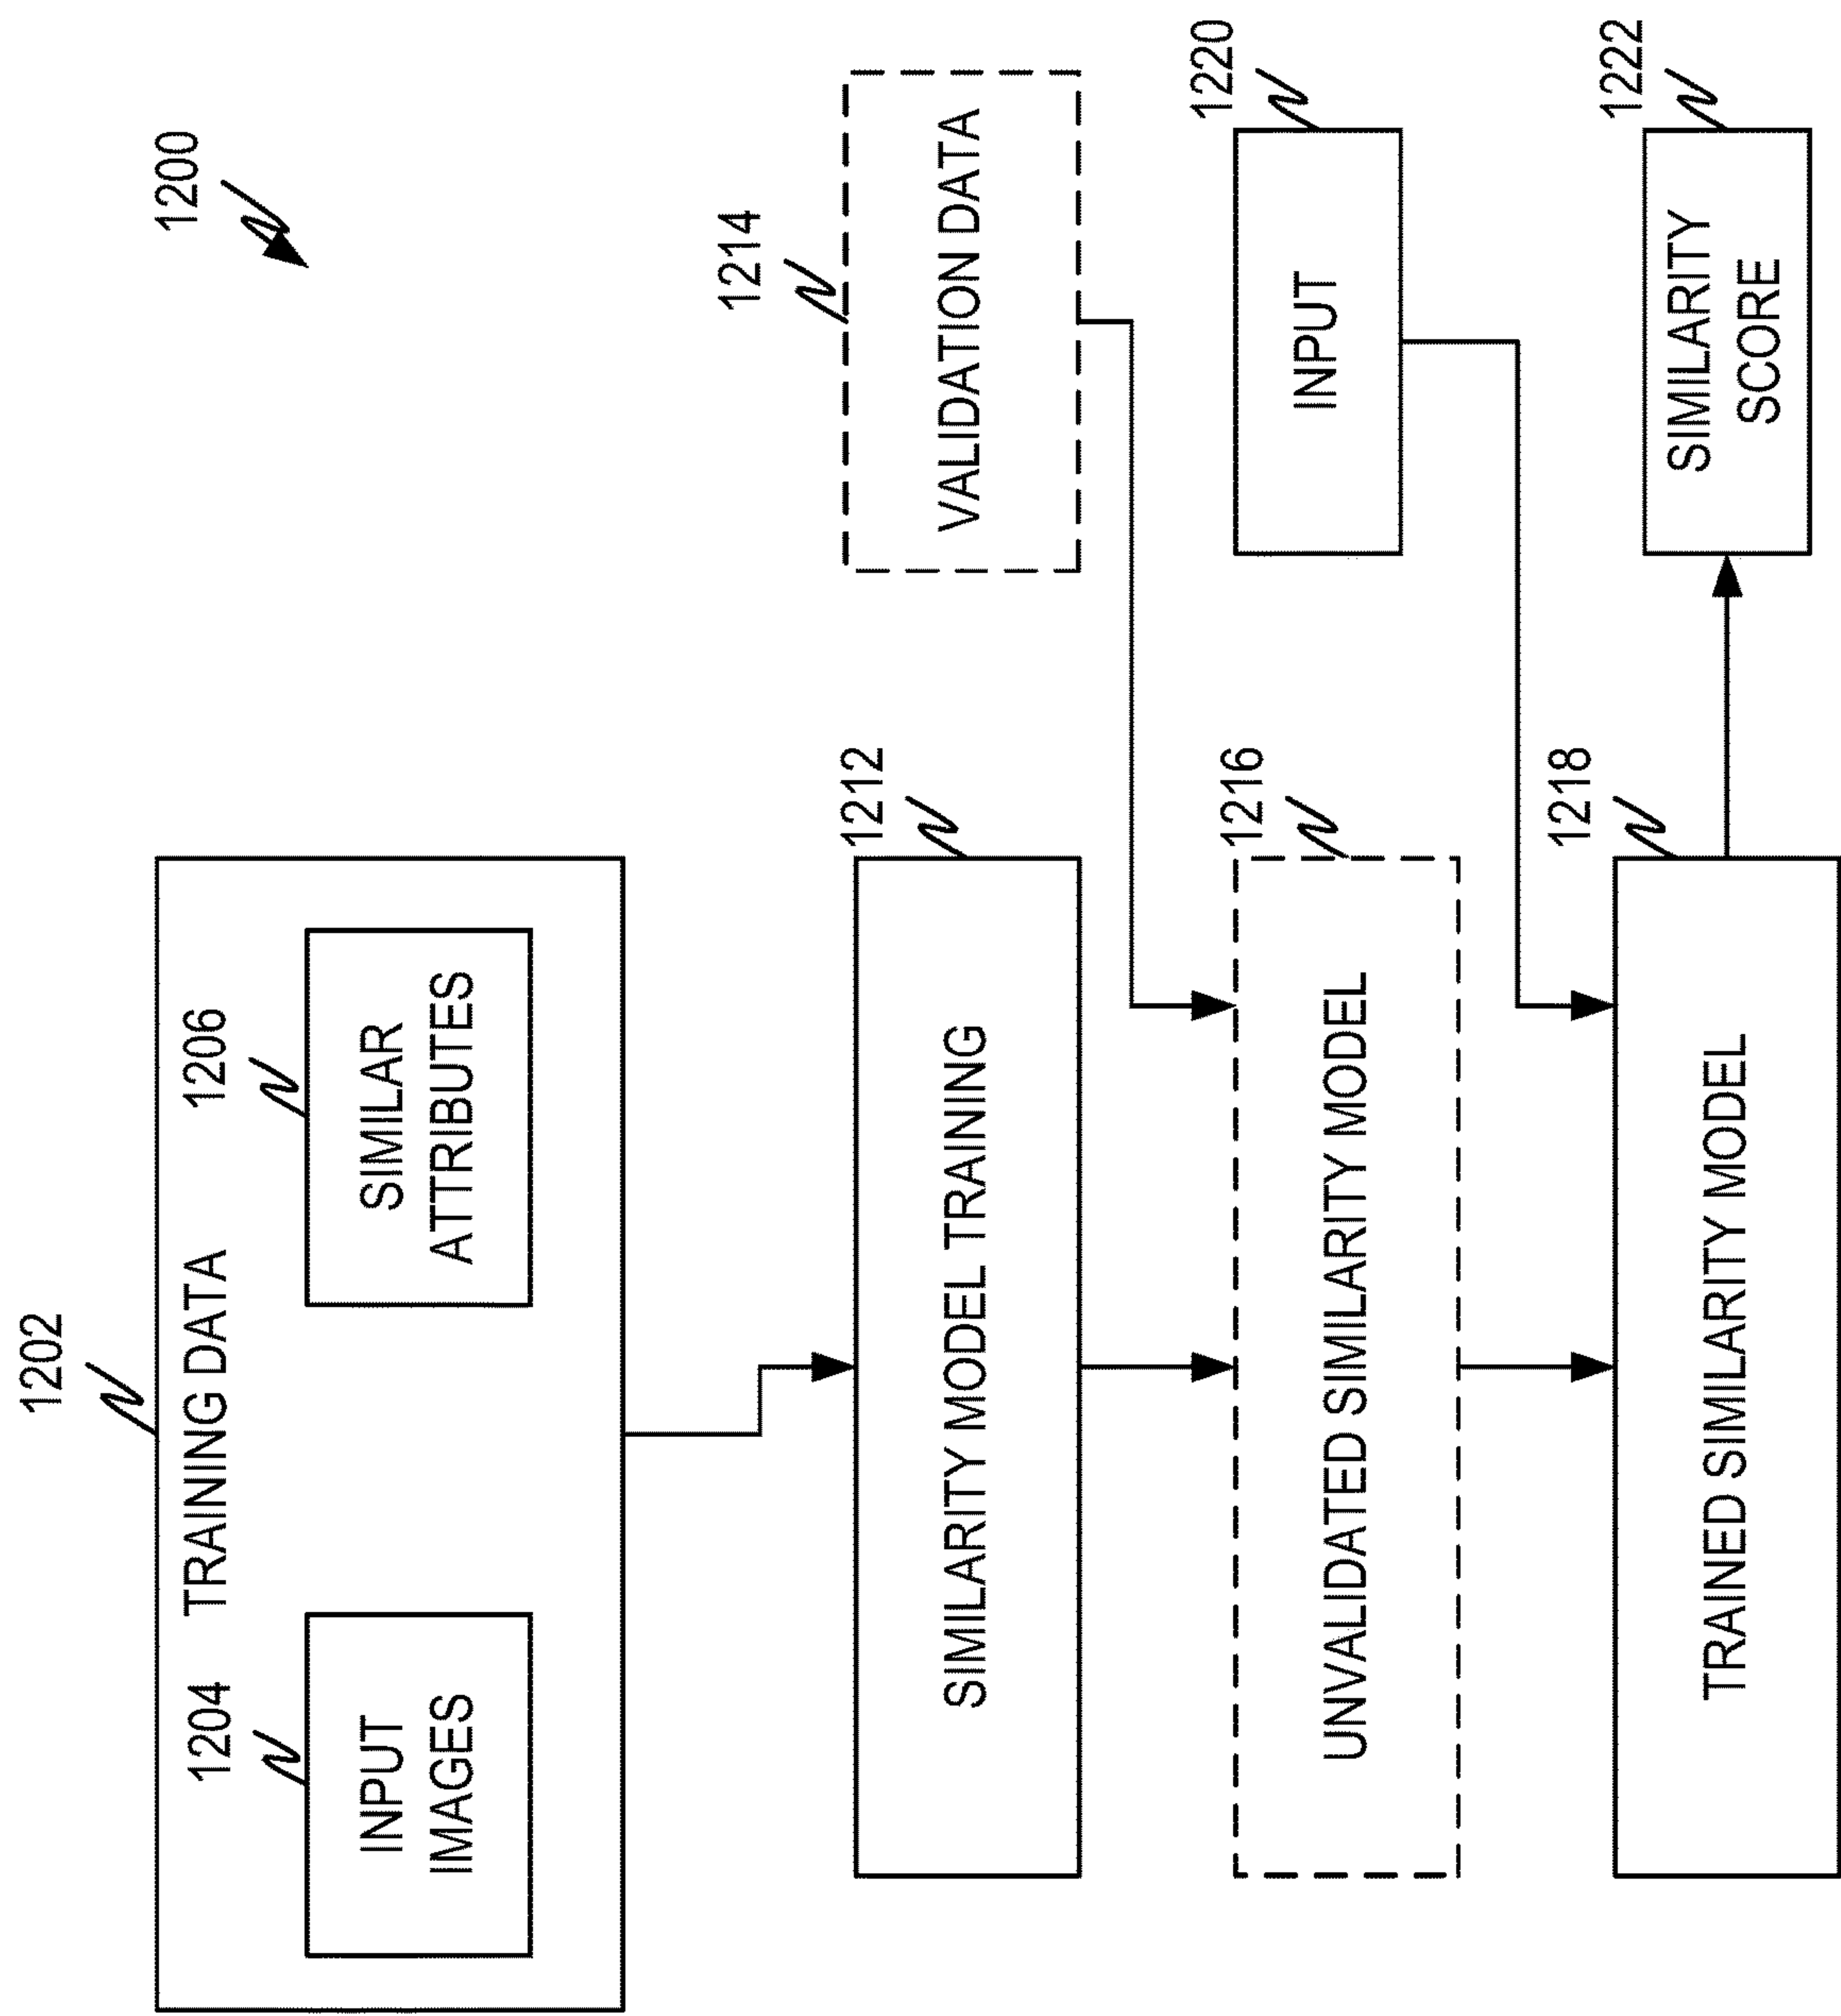 1200
1202
TRAINING DATA
1204
INPUT
IMAGES
1206
SIMILAR
ATTRIBUTES
1212
SIMILARITY MODEL TRAINING
1214
VALIDATION DATA
1216
UNVALIDATED SIMILARITY MODEL
1220
INPUT
1218
TRAINED SIMILARITY MODEL
1222
SIMILARITY
SCORE